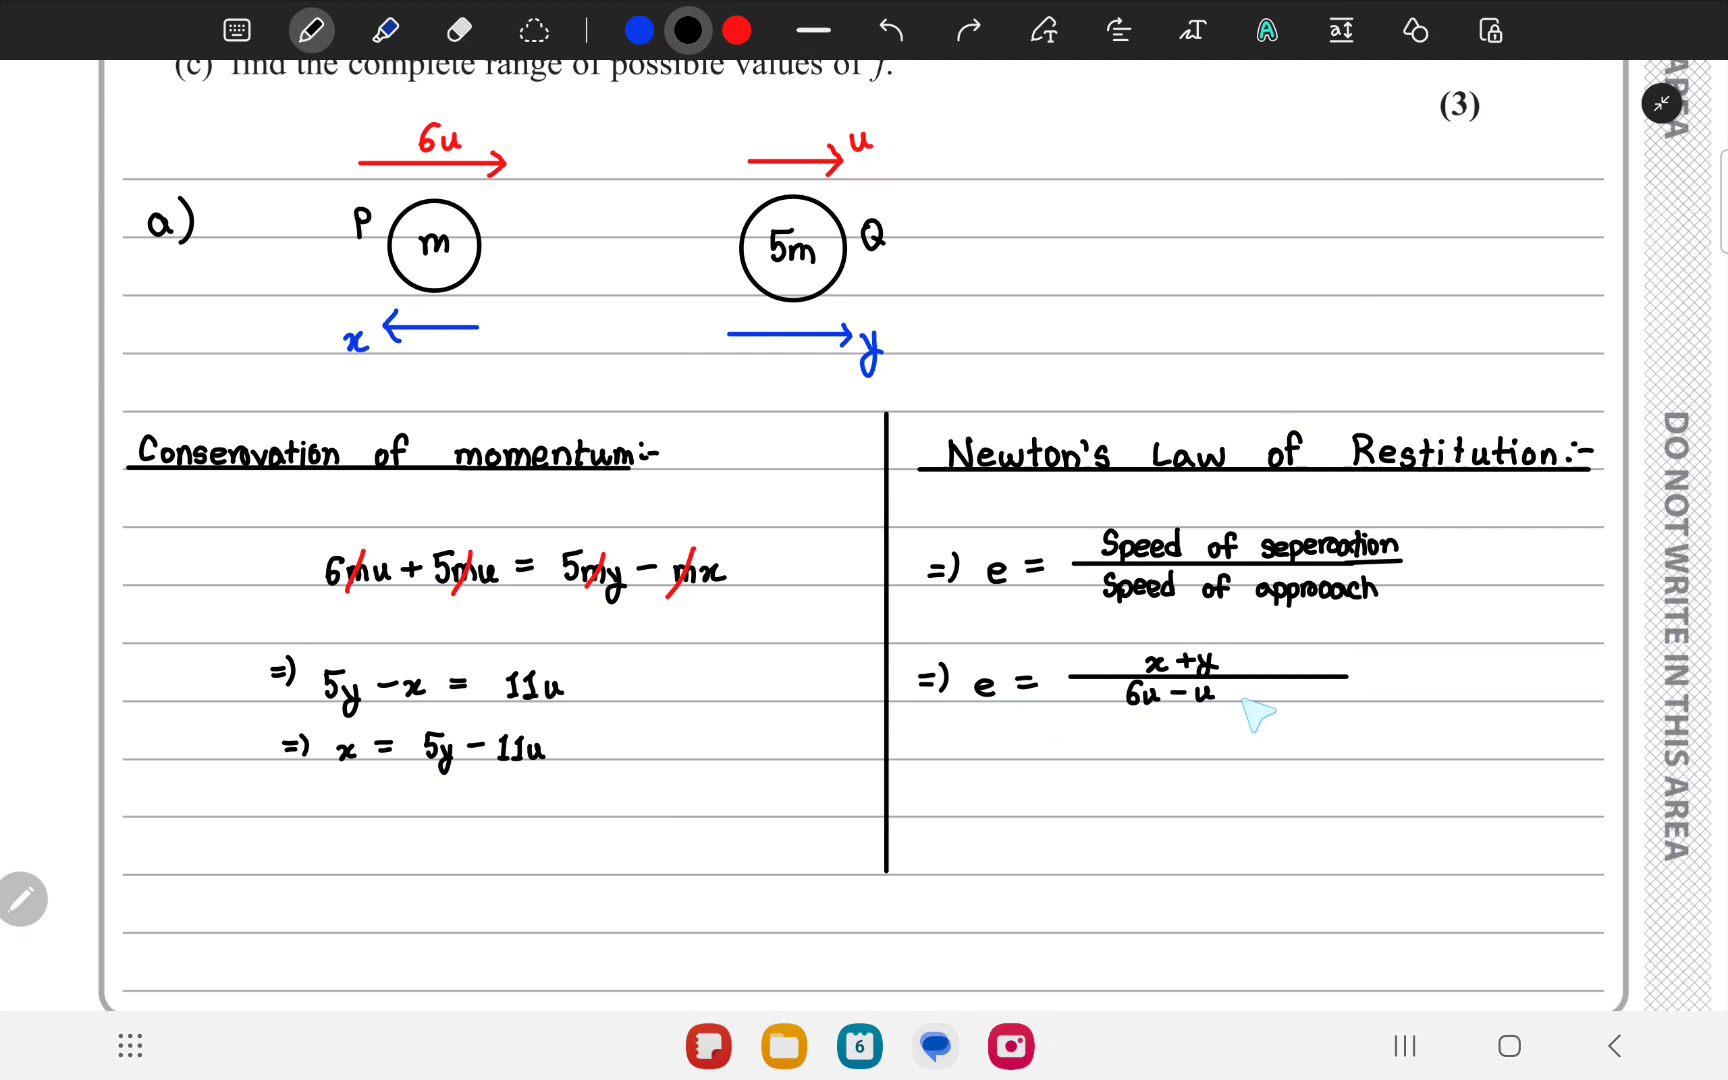 (c) find the complete range of possible values of f.
(3)
6u
u
a)
P
m
5m
Q
x
y
Conservation of momentum:-
6mu + 5mu = 5my - mx
=) 5y - x = 11u
=) x = 5y - 11u
Newton's Law of Restitution:-
=) e = Speed of seperation / Speed of approach
=) e = x + y / 6u - u
AREA
DO NOT WRITE IN THIS AREA
6